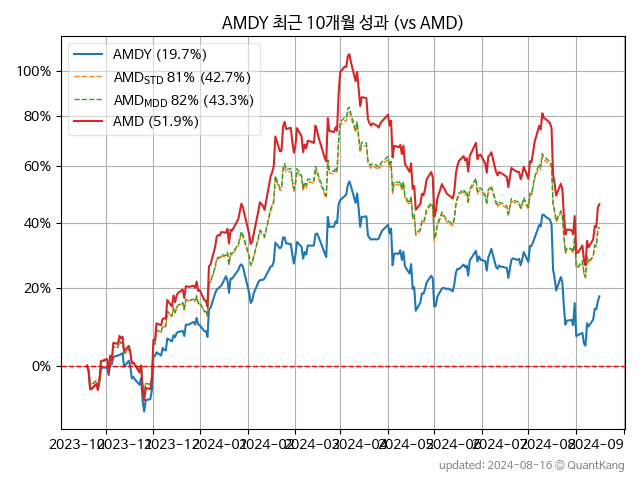 AMDY 최근 10개월 성과 (vs AMD)
AMDY (19.7%)
AMD_STD 81% (42.7%)
AMD_MDD 82% (43.3%)
AMD (51.9%)
100%
80%
60%
40%
20%
0%
2023-10 2023-11 2023-12 2024-01 2024-02 2024-03 2024-04 2024-05 2024-06 2024-07 2024-08 2024-09
updated: 2024-08-16 © QuantKang